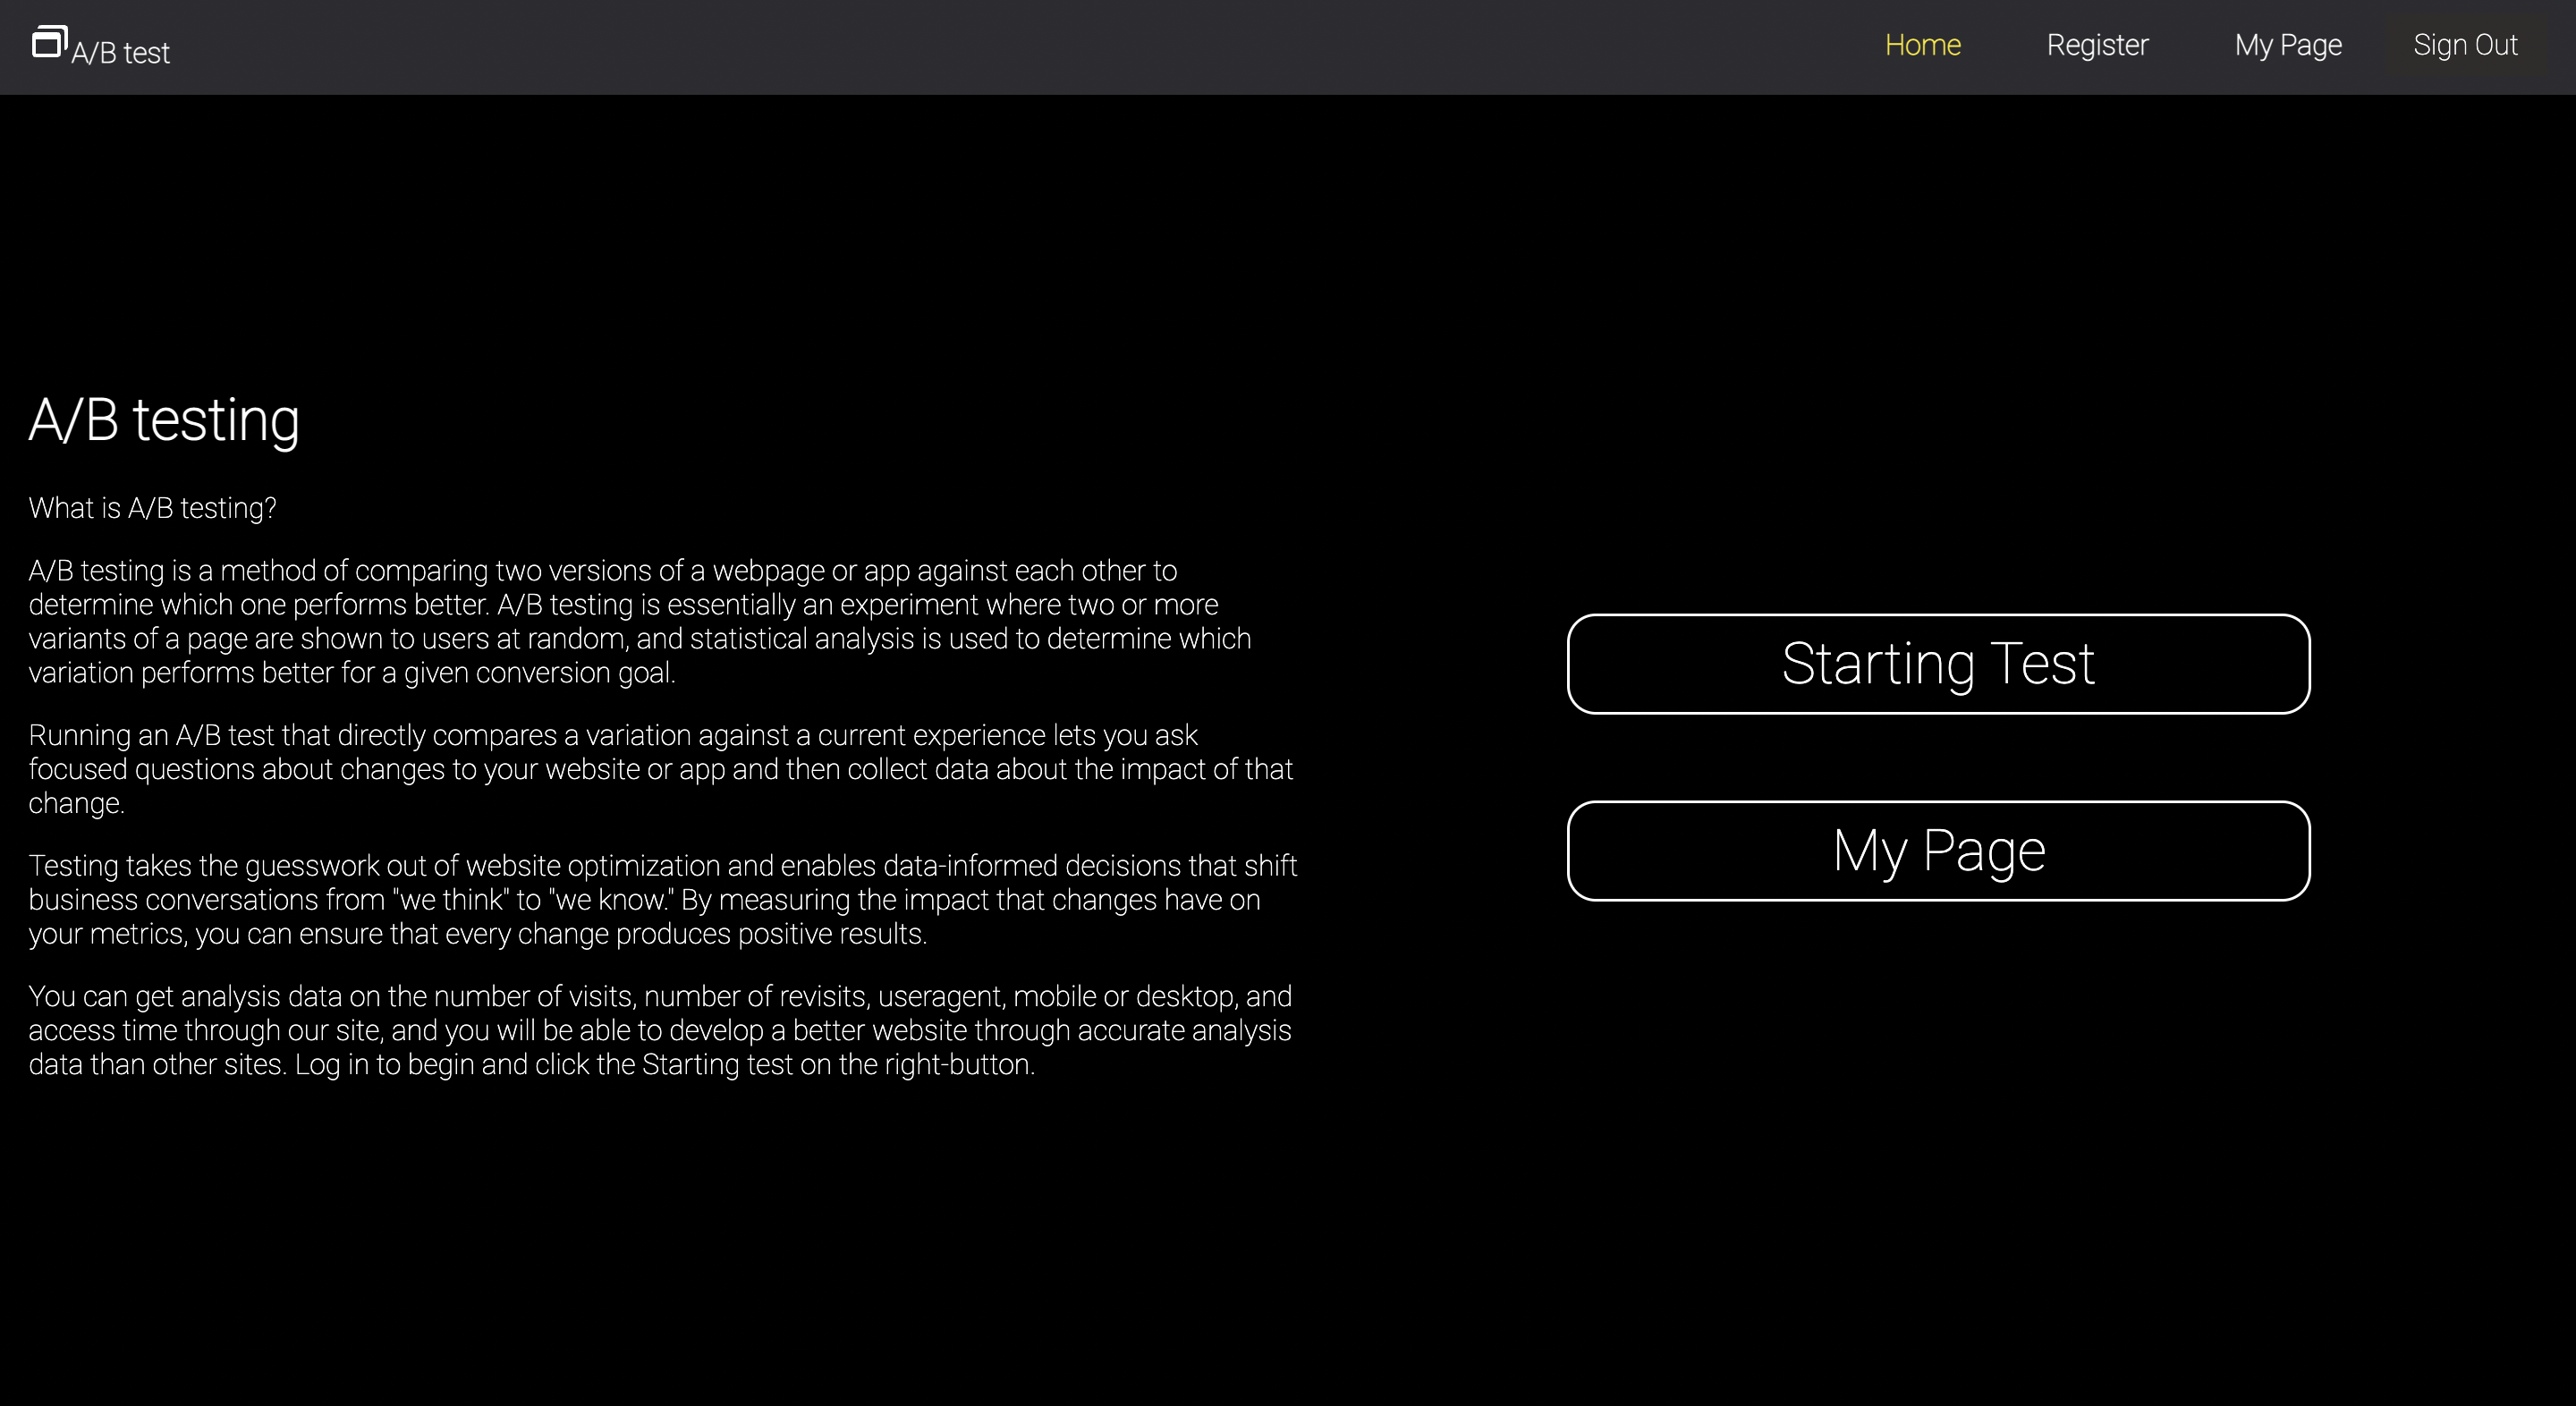 A/B test
Home
Register
My Page
Sign Out
A/B testing
What is A/B testing?
A/B testing is a method of comparing two versions of a webpage or app against each other to
determine which one performs better. A/B testing is essentially an experiment where two or more
variants of a page are shown to users at random, and statistical analysis is used to determine which
variation performs better for a given conversion goal.
Running an A/B test that directly compares a variation against a current experience lets you ask
focused questions about changes to your website or app and then collect data about the impact of that
change.
Testing takes the guesswork out of website optimization and enables data-informed decisions that shift
business conversations from "we think" to "we know." By measuring the impact that changes have on
your metrics, you can ensure that every change produces positive results.
You can get analysis data on the number of visits, number of revisits, useragent, mobile or desktop, and
access time through our site, and you will be able to develop a better website through accurate analysis
data than other sites. Log in to begin and click the Starting test on the right-button.
Starting Test
My Page